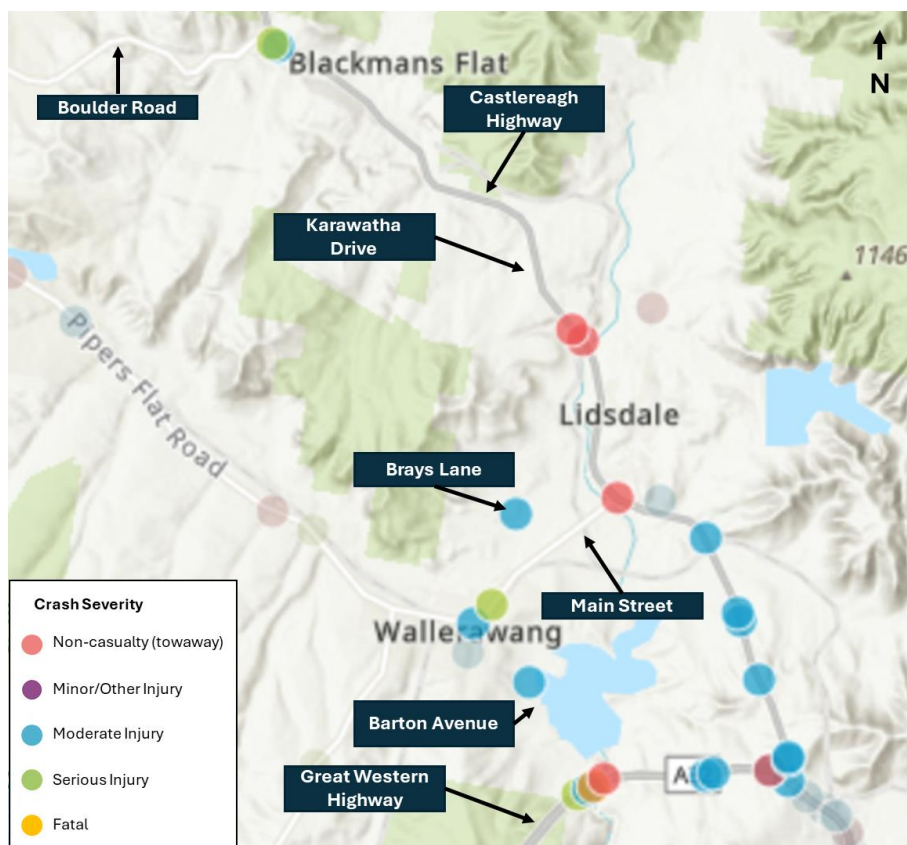 Blackmans Flat
N
Boulder Road
Castlereagh
Highway
Karawatha
Drive
1146
Pipers Flat Road
Lidsdale
Brays Lane
Main Street
Wallerawang
Barton Avenue
Great Western
Highway
Crash Severity
Non-casualty (towaway)
Minor/Other Injury
Moderate Injury
Serious Injury
Fatal